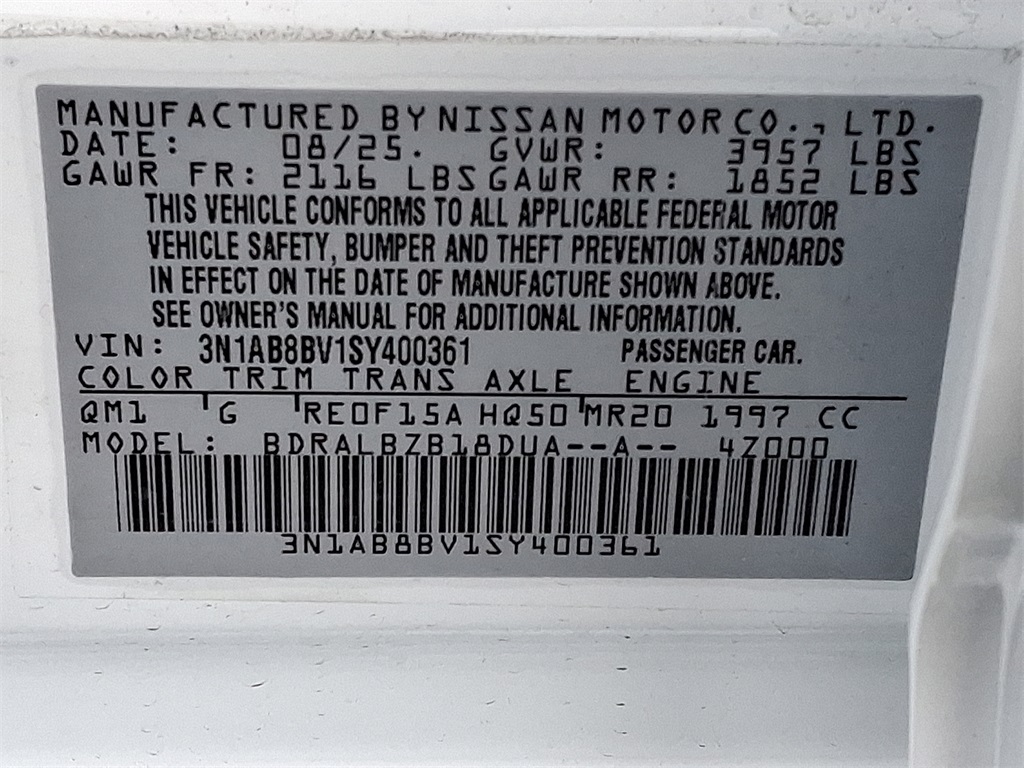 MANUFACTURED BY NISSAN MOTOR CO., LTD.
DATE: 08/25. GVWR: 3957 LBS
GAWR FR: 2116 LBS GAWR RR: 1852 LBS
THIS VEHICLE CONFORMS TO ALL APPLICABLE FEDERAL MOTOR
VEHICLE SAFETY, BUMPER AND THEFT PREVENTION STANDARDS
IN EFFECT ON THE DATE OF MANUFACTURE SHOWN ABOVE.
SEE OWNER'S MANUAL FOR ADDITIONAL INFORMATION.
VIN: 3N1AB8BV1SY400361 PASSENGER CAR.
COLOR TRIM TRANS AXLE ENGINE
QM1 G RE0F15A HQ50 MR20 1997 CC
MODEL: BDRALBZB18DUA--A-- 4Z000
3N1AB8BV1SY400361